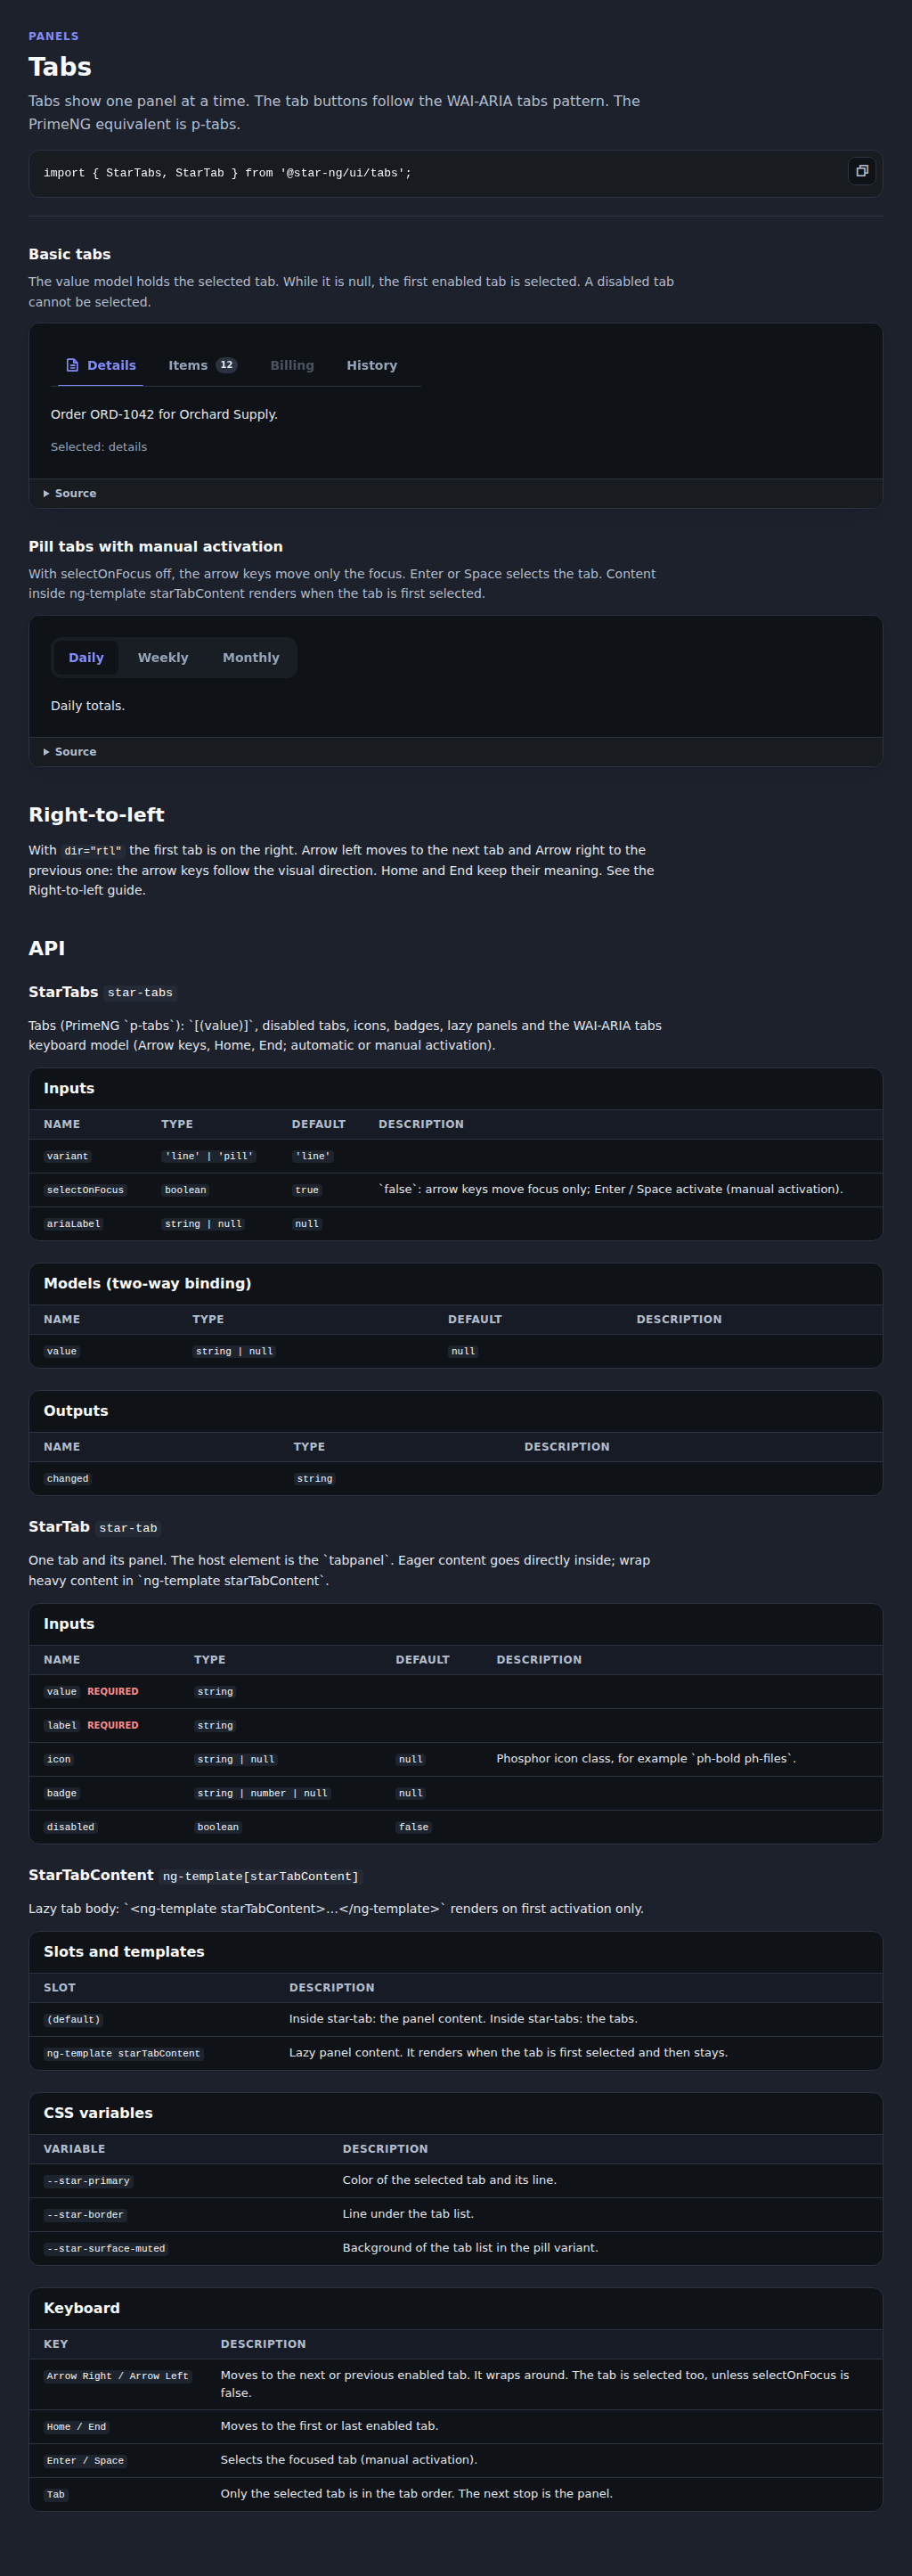 PANELS
Tabs
Tabs show one panel at a time. The tab buttons follow the WAI-ARIA tabs pattern. The
PrimeNG equivalent is p-tabs.
import { StarTabs, StarTab } from '@star-ng/ui/tabs';
Basic tabs
The value model holds the selected tab. While it is null, the first enabled tab is selected. A disabled tab
cannot be selected.
Details Items 12 Billing History
Order ORD-1042 for Orchard Supply.
Selected: details
Source
Pill tabs with manual activation
With selectOnFocus off, the arrow keys move only the focus. Enter or Space selects the tab. Content
inside ng-template starTabContent renders when the tab is first selected.
Daily Weekly Monthly
Daily totals.
Source
Right-to-left
With dir="rtl" the first tab is on the right. Arrow left moves to the next tab and Arrow right to the
previous one: the arrow keys follow the visual direction. Home and End keep their meaning. See the
Right-to-left guide.
API
StarTabs star-tabs
Tabs (PrimeNG `p-tabs`): `[(value)]`, disabled tabs, icons, badges, lazy panels and the WAI-ARIA tabs
keyboard model (Arrow keys, Home, End; automatic or manual activation).
Inputs
NAME TYPE DEFAULT DESCRIPTION
variant 'line' | 'pill' 'line'
selectOnFocus boolean true `false`: arrow keys move focus only; Enter / Space activate (manual activation).
ariaLabel string | null null
Models (two-way binding)
NAME TYPE DEFAULT DESCRIPTION
value string | null null
Outputs
NAME TYPE DESCRIPTION
changed string
StarTab star-tab
One tab and its panel. The host element is the `tabpanel`. Eager content goes directly inside; wrap
heavy content in `ng-template starTabContent`.
Inputs
NAME TYPE DEFAULT DESCRIPTION
value REQUIRED string
label REQUIRED string
icon string | null null Phosphor icon class, for example `ph-bold ph-files`.
badge string | number | null null
disabled boolean false
StarTabContent ng-template[starTabContent]
Lazy tab body: `<ng-template starTabContent>…</ng-template>` renders on first activation only.
Slots and templates
SLOT DESCRIPTION
(default) Inside star-tab: the panel content. Inside star-tabs: the tabs.
ng-template starTabContent Lazy panel content. It renders when the tab is first selected and then stays.
CSS variables
VARIABLE DESCRIPTION
--star-primary Color of the selected tab and its line.
--star-border Line under the tab list.
--star-surface-muted Background of the tab list in the pill variant.
Keyboard
KEY DESCRIPTION
Arrow Right / Arrow Left Moves to the next or previous enabled tab. It wraps around. The tab is selected too, unless selectOnFocus is
false.
Home / End Moves to the first or last enabled tab.
Enter / Space Selects the focused tab (manual activation).
Tab Only the selected tab is in the tab order. The next stop is the panel.